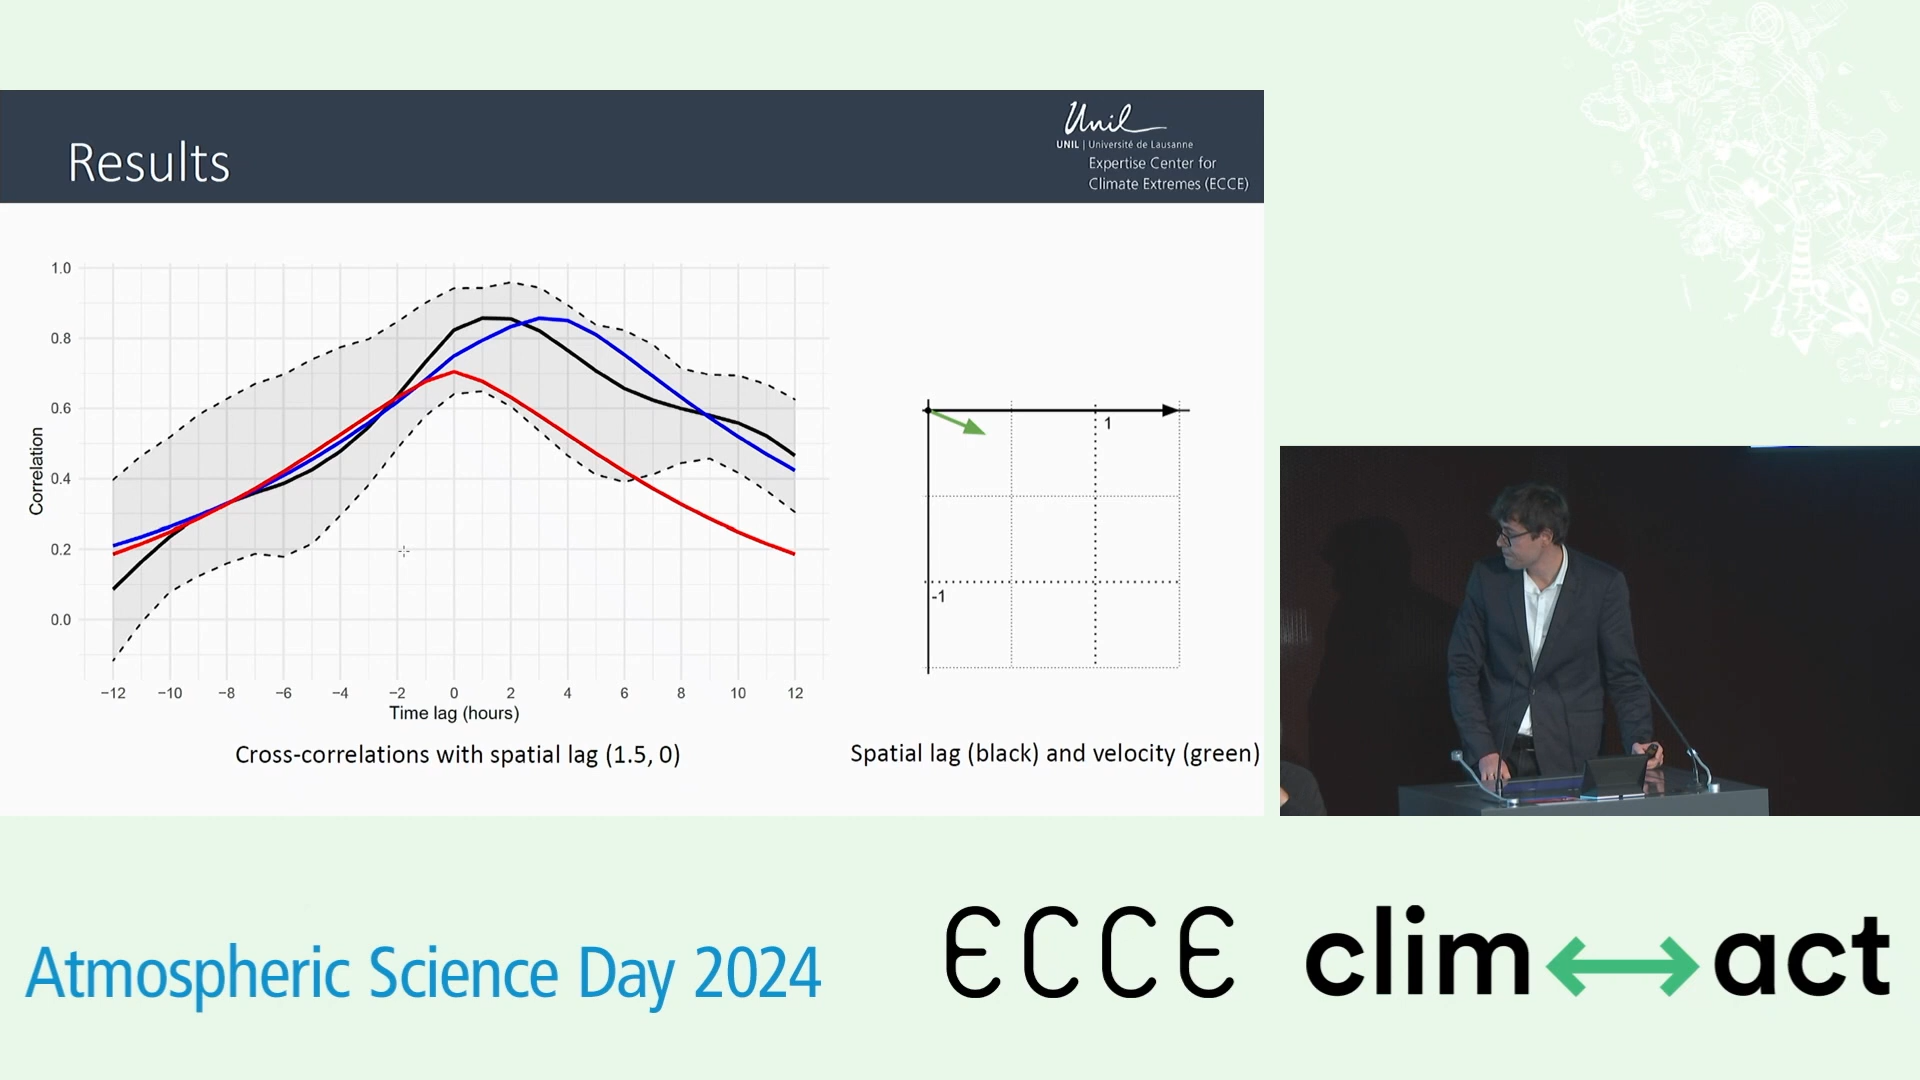 Results
Unil
UNIL | Université de Lausanne
Expertise Center for
Climate Extremes (ECCE)
1.0
0.8
0.6
0.4
0.2
0.0
Correlation
−12 −10 −8 −6 −4 −2 0 2 4 6 8 10 12
Time lag (hours)
Cross-correlations with spatial lag (1.5, 0)
1
-1
Spatial lag (black) and velocity (green)
Atmospheric Science Day 2024
ECCE
clim act